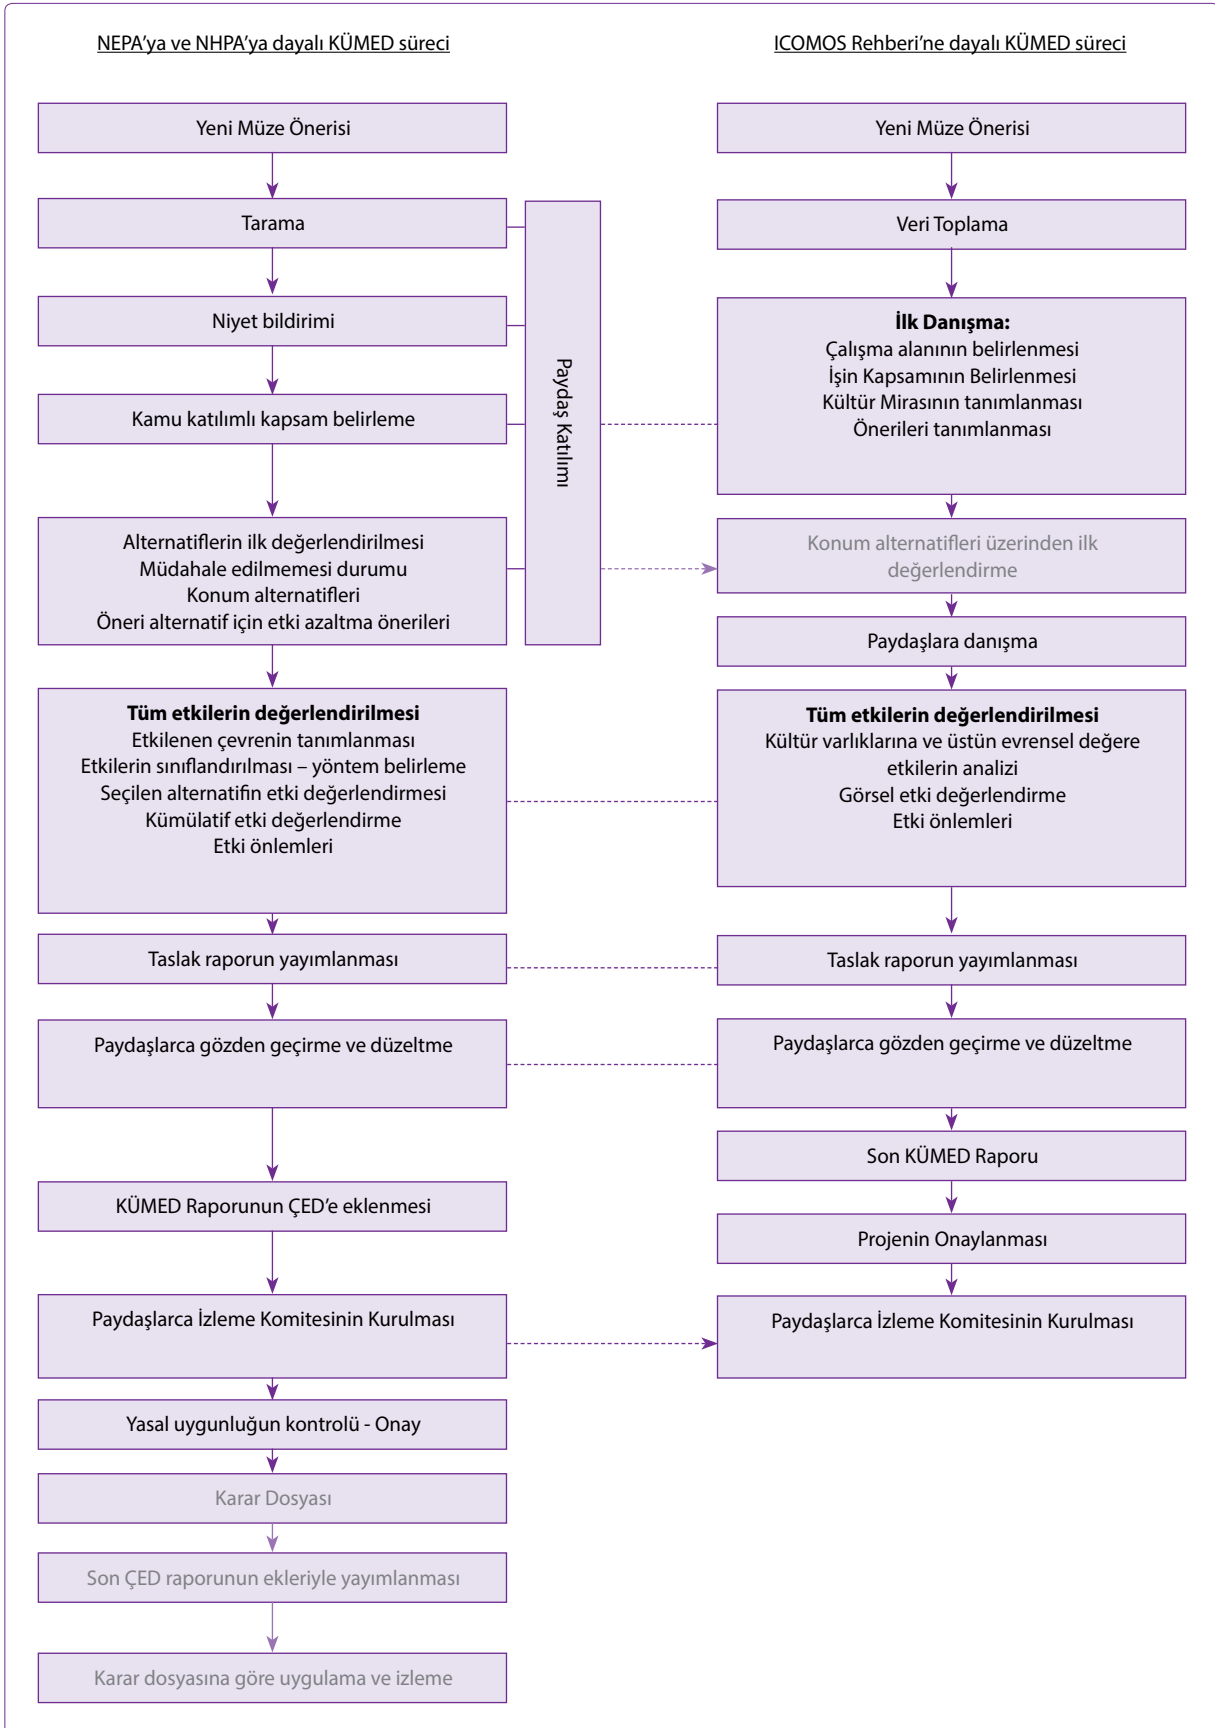 NEPA’ya ve NHPA’ya dayalı KÜMED süreci
Yeni Müze Önerisi
Tarama
Niyet bildirimi
Kamu katılımlı kapsam belirleme
Alternatiflerin ilk değerlendirilmesi
Müdahale edilmemesi durumu
Konum alternatifleri
Öneri alternatif için etki azaltma önerileri
Paydaş Katılımı
Tüm etkilerin değerlendirilmesi
Etkilenen çevrenin tanımlanması
Etkilerin sınıflandırılması – yöntem belirleme
Seçilen alternatifin etki değerlendirmesi
Kümülatif etki değerlendirme
Etki önlemleri
Taslak raporun yayımlanması
Paydaşlarca gözden geçirme ve düzeltme
KÜMED Raporunun ÇED’e eklenmesi
Paydaşlarca İzleme Komitesinin Kurulması
Yasal uygunluğun kontrolü - Onay
Karar Dosyası
Son ÇED raporunun ekleriyle yayımlanması
Karar dosyasına göre uygulama ve izleme
ICOMOS Rehberi’ne dayalı KÜMED süreci
Yeni Müze Önerisi
Veri Toplama
İlk Danışma:
Çalışma alanının belirlenmesi
İşin Kapsamının Belirlenmesi
Kültür Mirasının tanımlanması
Önerileri tanımlanması
Konum alternatifleri üzerinden ilk
değerlendirme
Paydaşlara danışma
Tüm etkilerin değerlendirilmesi
Kültür varlıklarına ve üstün evrensel değere
etkilerin analizi
Görsel etki değerlendirme
Etki önlemleri
Taslak raporun yayımlanması
Paydaşlarca gözden geçirme ve düzeltme
Son KÜMED Raporu
Projenin Onaylanması
Paydaşlarca İzleme Komitesinin Kurulması